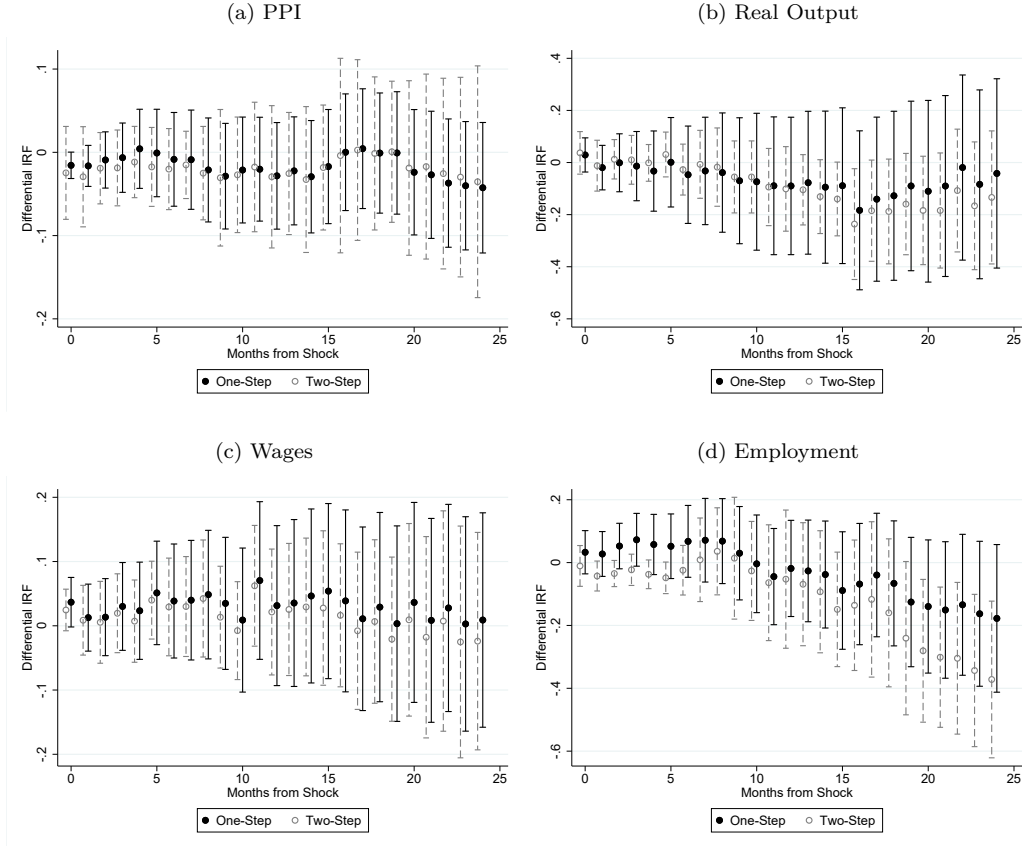 (a) PPI
(b) Real Output
Differential IRF
.1
0
-.1
-.2
0 5 10 15 20 25
Months from Shock
One-Step Two-Step
Differential IRF
.4
.2
0
-.2
-.4
-.6
0 5 10 15 20 25
Months from Shock
One-Step Two-Step
(c) Wages
(d) Employment
Differential IRF
.2
.1
0
-.1
-.2
0 5 10 15 20 25
Months from Shock
One-Step Two-Step
Differential IRF
.2
0
-.2
-.4
-.6
0 5 10 15 20 25
Months from Shock
One-Step Two-Step